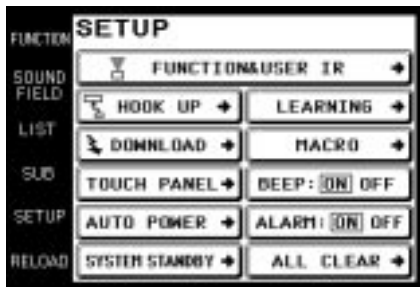 FUNCTION
SOUND FIELD
LIST
SUB
SETUP
RELOAD
SETUP
FUNCTION&USER IR
HOOK UP
LEARNING
DOWNLOAD
MACRO
TOUCH PANEL
BEEP: ON OFF
AUTO POWER
ALARM: ON OFF
SYSTEM STANDBY
ALL CLEAR